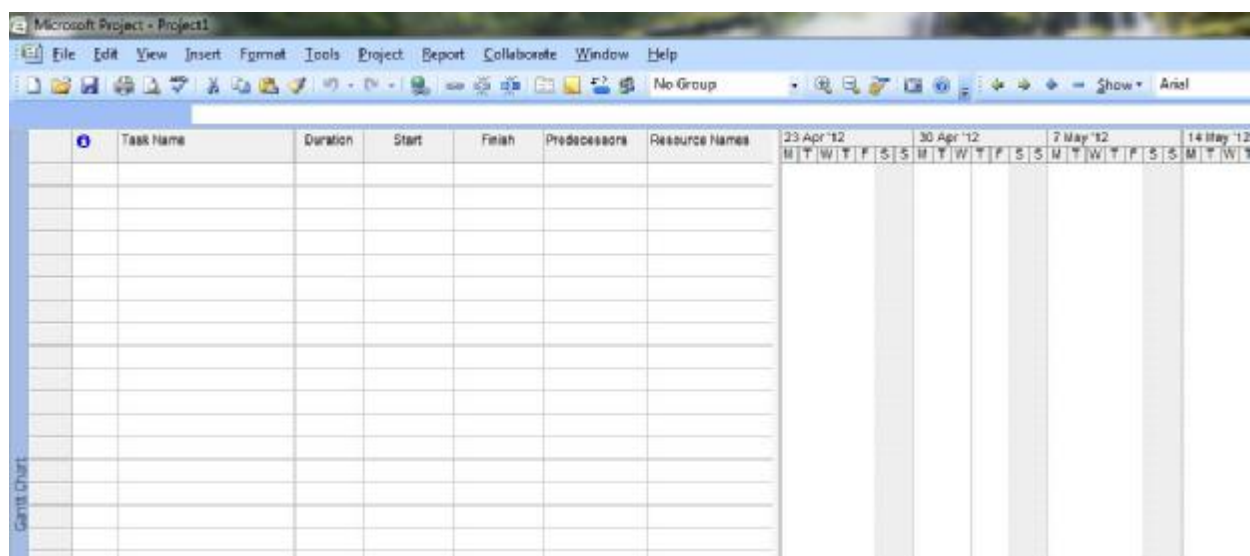 Microsoft Project - Project1
File Edit View Insert Format Tools Project Report Collaborate Window Help
No Group Show Arial
Task Name Duration Start Finish Predecessors Resource Names 23 Apr '12 30 Apr '12 7 May '12 14 May '12
M T W T F S S M T W T F S S M T W T F S S M T W T
Gantt Chart